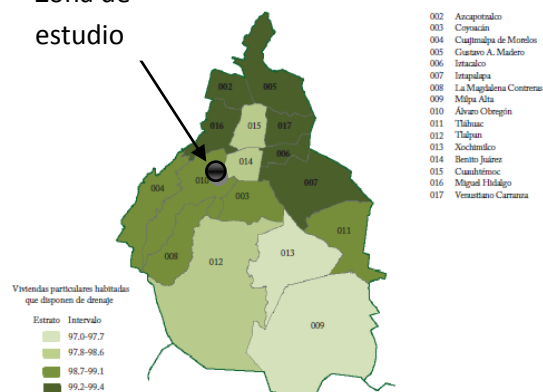 Zona de
estudio
002 Azcapotzalco
003 Coyoacán
004 Cuajimalpa de Morelos
005 Gustavo A. Madero
006 Iztacalco
007 Iztapalapa
008 La Magdalena Contreras
009 Milpa Alta
010 Álvaro Obregón
011 Tláhuac
012 Tlalpan
013 Xochimilco
014 Benito Juárez
015 Cuauhtémoc
016 Miguel Hidalgo
017 Venustiano Carranza
002
005
016
015
017
006
014
010
004
003
007
011
008
012
013
009
Viviendas particulares habitadas
que disponen de drenaje
Estrato Intervalo
97.0-97.7
97.8-98.6
98.7-99.1
99.2-99.4